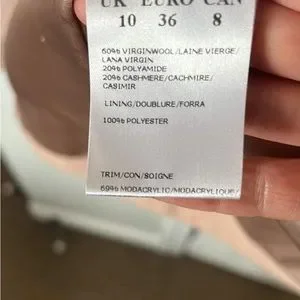 UK EURO CAN
10 36 8
60% VIRGINWOOL/LAINE VIERGE/
LANA VIRGIN
20% POLYAMIDE
20% CASHMERE/CACHMIRE/
CASIMIR
LINING/DOUBLURE/FORRA
100% POLYESTER
TRIM/CON/SOIGNE
69% MODACRYLIC/MODACRYLIQUE/